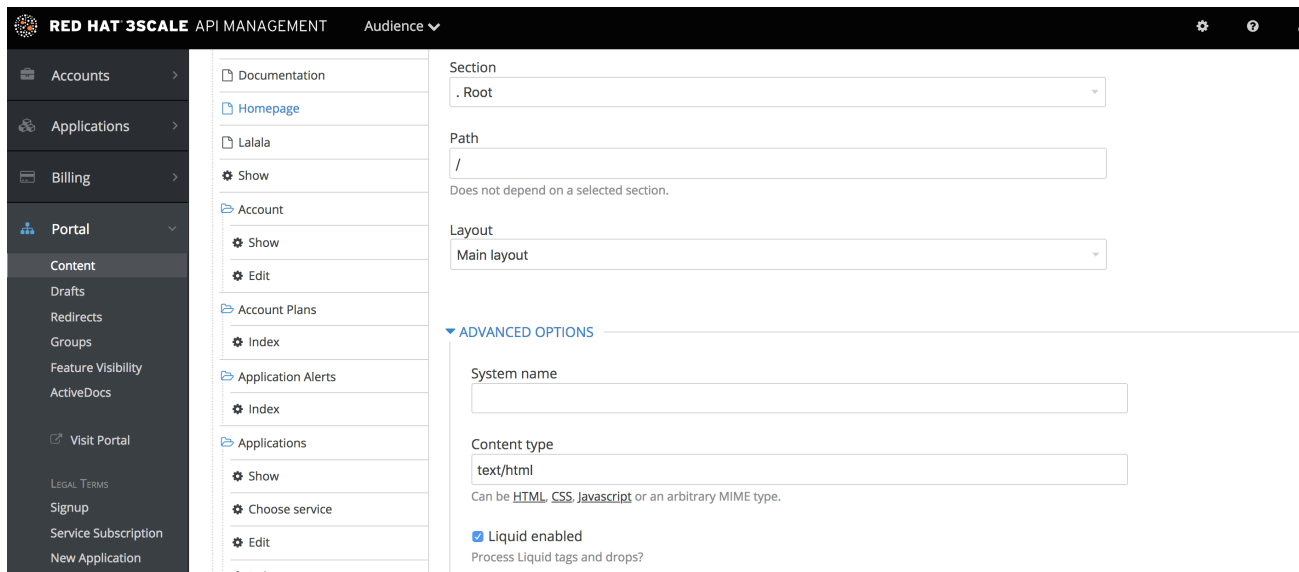 RED HAT 3SCALE API MANAGEMENT Audience
Accounts
Applications
Billing
Portal
Content
Drafts
Redirects
Groups
Feature Visibility
ActiveDocs
Visit Portal
LEGAL TERMS
Signup
Service Subscription
New Application
Documentation
Homepage
Lalala
Show
Account
Show
Edit
Account Plans
Index
Application Alerts
Index
Applications
Show
Choose service
Edit
Section
. Root
Path
/
Does not depend on a selected section.
Layout
Main layout
ADVANCED OPTIONS
System name
Content type
text/html
Can be HTML, CSS, Javascript or an arbitrary MIME type.
Liquid enabled
Process Liquid tags and drops?